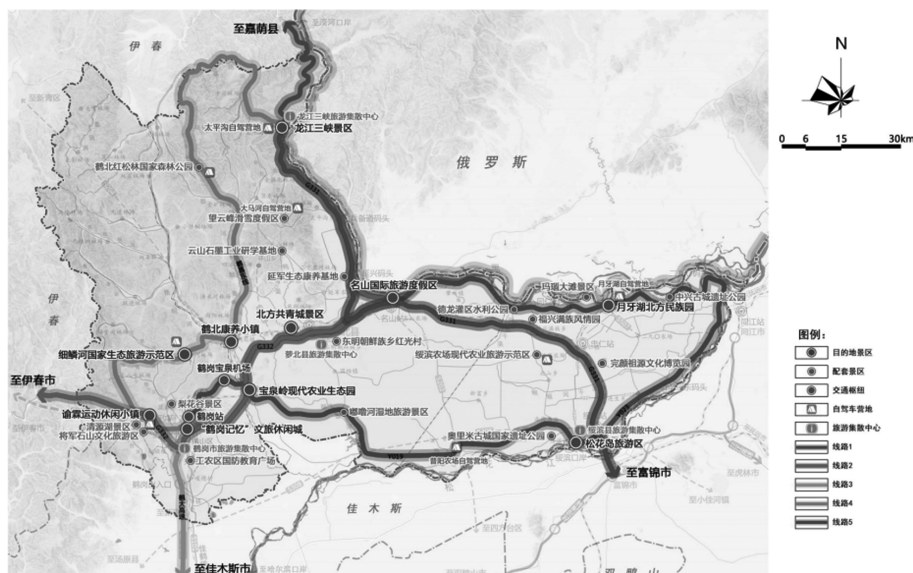 至嘉荫县
伊春
N
龙江三峡旅游集散中心
太平沟自驾营地
龙江三峡景区
0 6 15 30km
俄罗斯
鹤北红松林国家森林公园
G331
大马河自驾营地
望云峰滑雪度假区
云山石墨工业研学基地
延军生态康养基地
名山国际旅游度假区
玛瑙大滩景区
月牙湖自驾营地
中兴古城遗址公园
德龙灌区水利公园
月牙湖北方民族园
福兴满族风情园
伊春
北方共青城景区
G331
鹤北康养小镇
东明朝鲜族乡红光村
萝北县旅游集散中心
G332
细鳞河国家生态旅游示范区
绥滨农场现代农业旅游示范区
完颜祖源文化博览园
至伊春市
鹤岗宝泉机场
宝泉岭现代农业生态园
梨花谷景区
谕霖运动休闲小镇
鹤岗站
嘟噜河湿地旅游景区
清源湖景区
将军石山文化旅游区
“鹤岗记忆”文旅休闲城
绥滨县旅游集散中心
奥里米古城国家遗址公园
松花岛旅游区
鹤岗市旅游集散中心
工农区国防教育广场
普阳农场自驾营地
至富锦市
佳木斯
至佳木斯市
双鸭山
图例：
目的地景区
配套景区
交通枢纽
自驾车营地
旅游集散中心
线路1
线路2
线路3
线路4
线路5